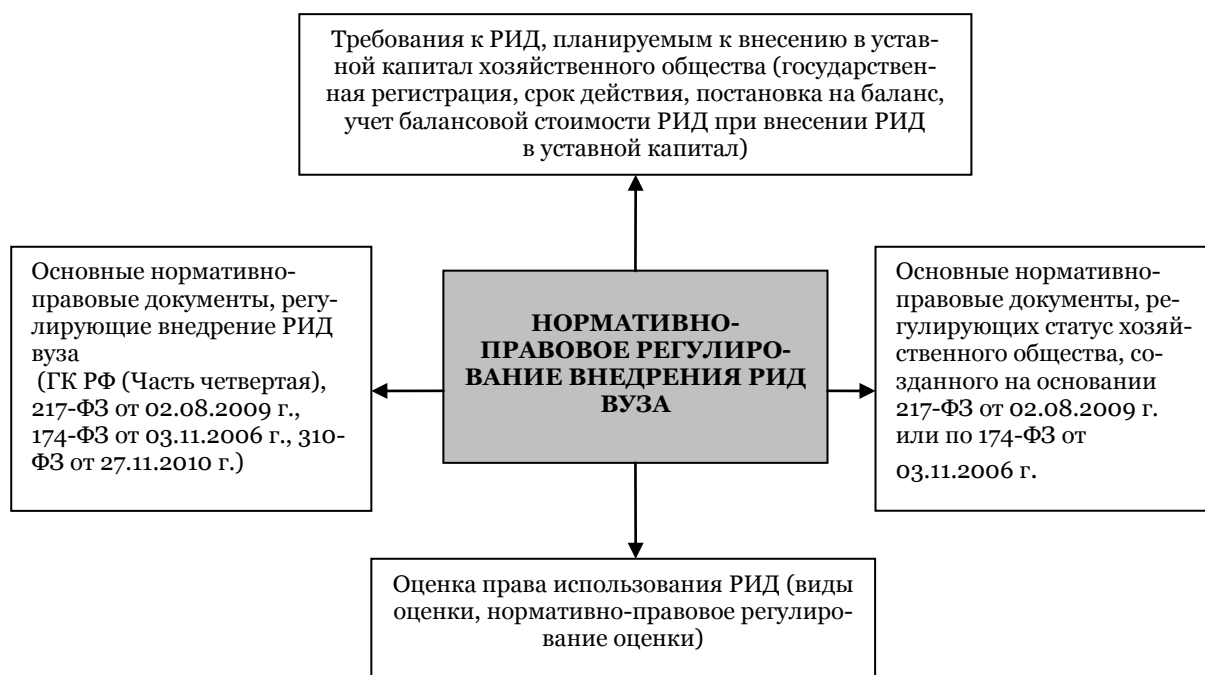 Требования к РИД, планируемым к внесению в устав-
ной капитал хозяйственного общества (государствен-
ная регистрация, срок действия, постановка на баланс,
учет балансовой стоимости РИД при внесении РИД
в уставной капитал)
Основные нормативно-
правовые документы, регу-
лирующие внедрение РИД
вуза
(ГК РФ (Часть четвертая),
217-ФЗ от 02.08.2009 г.,
174-ФЗ от 03.11.2006 г., 310-
ФЗ от 27.11.2010 г.)
НОРМАТИВНО-
ПРАВОВОЕ РЕГУЛИРО-
ВАНИЕ ВНЕДРЕНИЯ РИД
ВУЗА
Основные нормативно-
правовые документы, ре-
гулирующих статус хозяй-
ственного общества, со-
зданного на основании
217-ФЗ от 02.08.2009 г.
или по 174-ФЗ от
03.11.2006 г.
Оценка права использования РИД (виды
оценки, нормативно-правовое регулиро-
вание оценки)